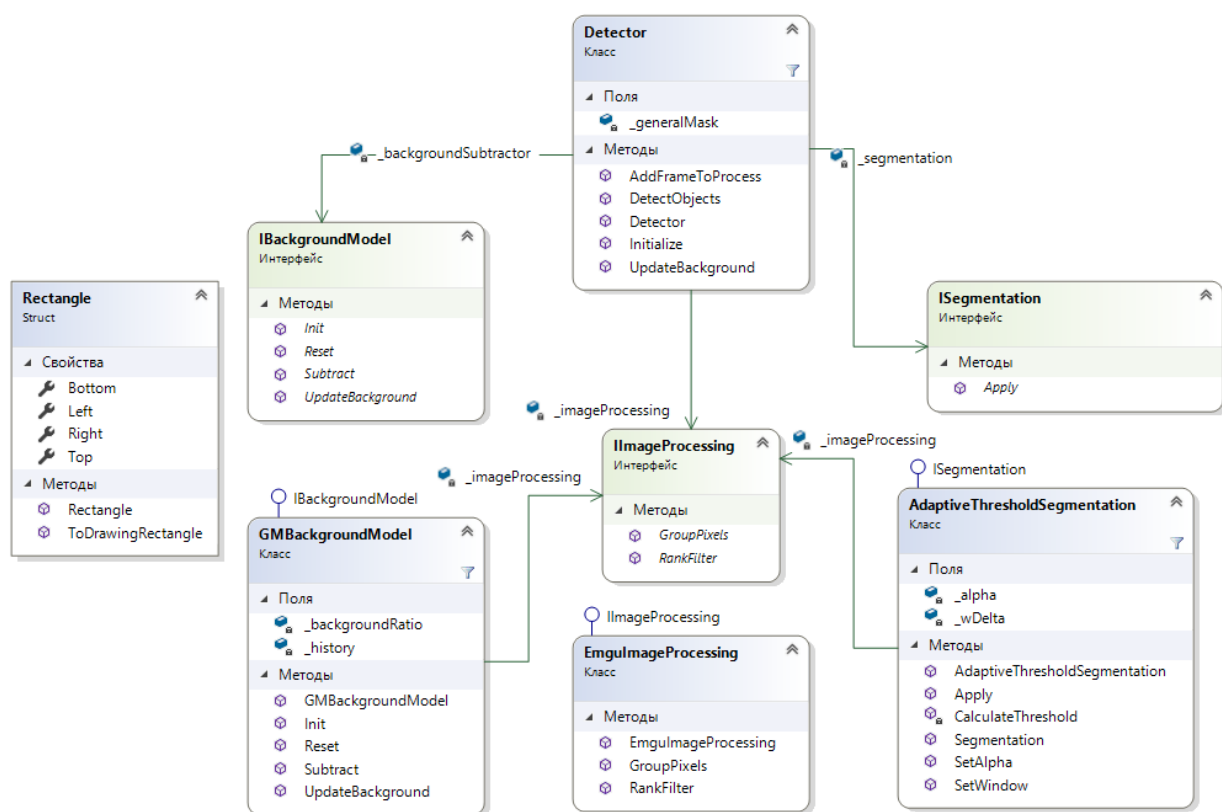 Detector
Класс
Поля
_generalMask
Методы
AddFrameToProcess
DetectObjects
Detector
Initialize
UpdateBackground
_backgroundSubtractor
_segmentation
IBackgroundModel
Интерфейс
Методы
Init
Reset
Subtract
UpdateBackground
Rectangle
Struct
Свойства
Bottom
Left
Right
Top
Методы
Rectangle
ToDrawingRectangle
ISegmentation
Интерфейс
Методы
Apply
_imageProcessing
_imageProcessing
_imageProcessing
IImageProcessing
Интерфейс
Методы
GroupPixels
RankFilter
IBackgroundModel
GMBackgroundModel
Класс
Поля
_backgroundRatio
_history
Методы
GMBackgroundModel
Init
Reset
Subtract
UpdateBackground
IImageProcessing
EmguImageProcessing
Класс
Методы
EmguImageProcessing
GroupPixels
RankFilter
ISegmentation
AdaptiveThresholdSegmentation
Класс
Поля
_alpha
_wDelta
Методы
AdaptiveThresholdSegmentation
Apply
CalculateThreshold
Segmentation
SetAlpha
SetWindow